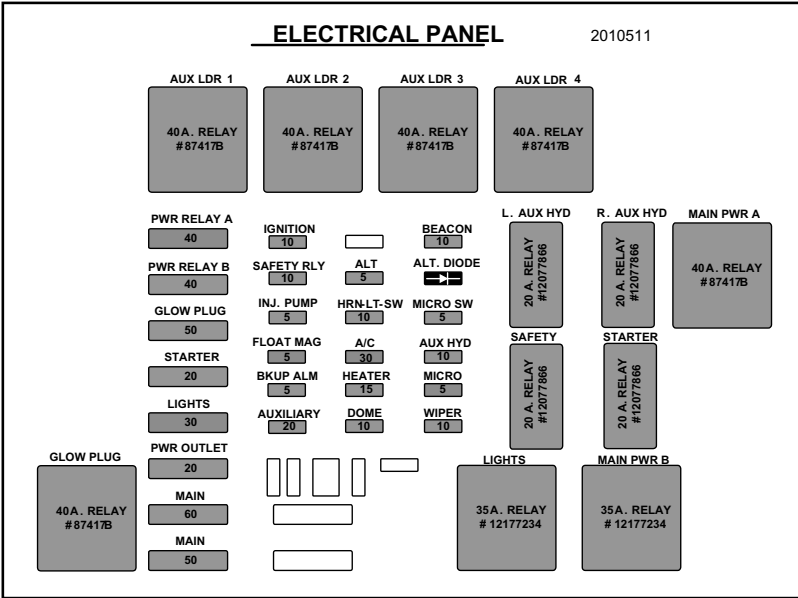 ELECTRICAL PANEL 2010511
AUX LDR 1 AUX LDR 2 AUX LDR 3 AUX LDR 4
40A. RELAY 40A. RELAY 40A. RELAY 40A. RELAY
#87417B #87417B #87417B #87417B
PWR RELAY A
40
PWR RELAY B
40
GLOW PLUG
50
STARTER
20
LIGHTS
30
PWR OUTLET
20
MAIN
60
MAIN
50
IGNITION BEACON
10 10
SAFETY RLY ALT ALT. DIODE
10 5
INJ. PUMP HRN-LT-SW MICRO SW
5 10 5
FLOAT MAG A/C AUX HYD
5 30 10
BKUP ALM HEATER MICRO
5 15 5
AUXILIARY DOME WIPER
20 10 10
L. AUX HYD R. AUX HYD MAIN PWR A
20 A. RELAY
#12077866
20 A. RELAY
#12077866
40A. RELAY
#87417B
SAFETY STARTER
20 A. RELAY
#12077866
20 A. RELAY
#12077866
GLOW PLUG
40A. RELAY
#87417B
LIGHTS MAIN PWR B
35A. RELAY 35A. RELAY
# 12177234 # 12177234